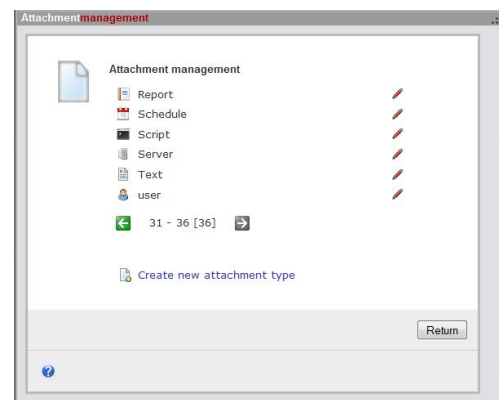 Attachmentmanagement
Attachment management
Report
Schedule
Script
Server
Text
user
31 - 36 [36]
Create new attachment type
Return
?